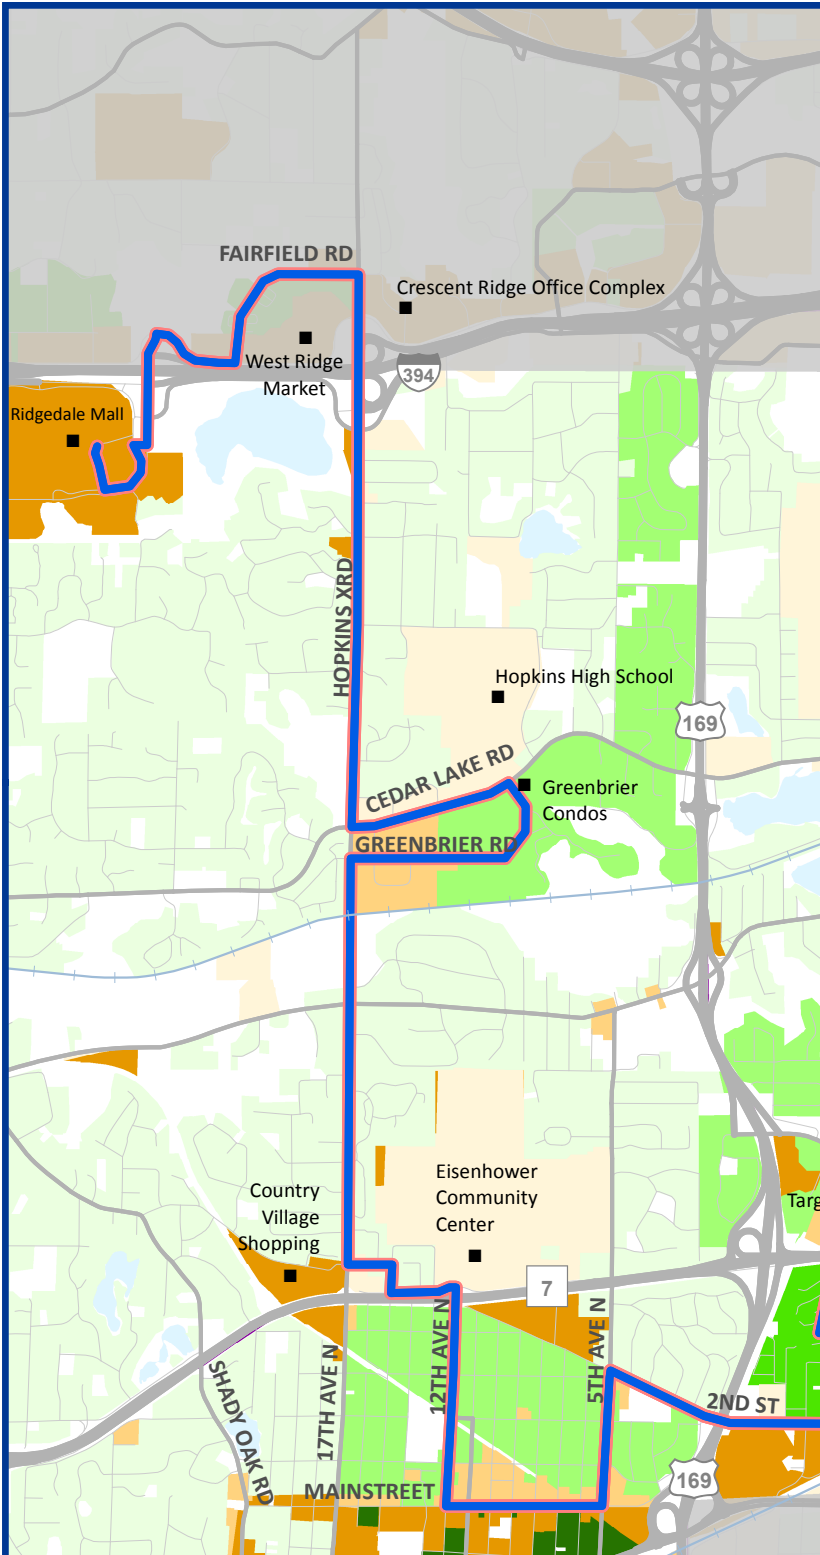 FAIRFIELD RD
Crescent Ridge Office Complex
West Ridge
Market
394
Ridgedale Mall
HOPKINS XRD
Hopkins High School
169
CEDAR LAKE RD
Greenbrier
Condos
GREENBRIER RD
Eisenhower
Community
Center
Country
Village
Shopping
Targ
7
12TH AVE N
5TH AVE N
17TH AVE N
SHADY OAK RD
2ND ST
169
MAINSTREET